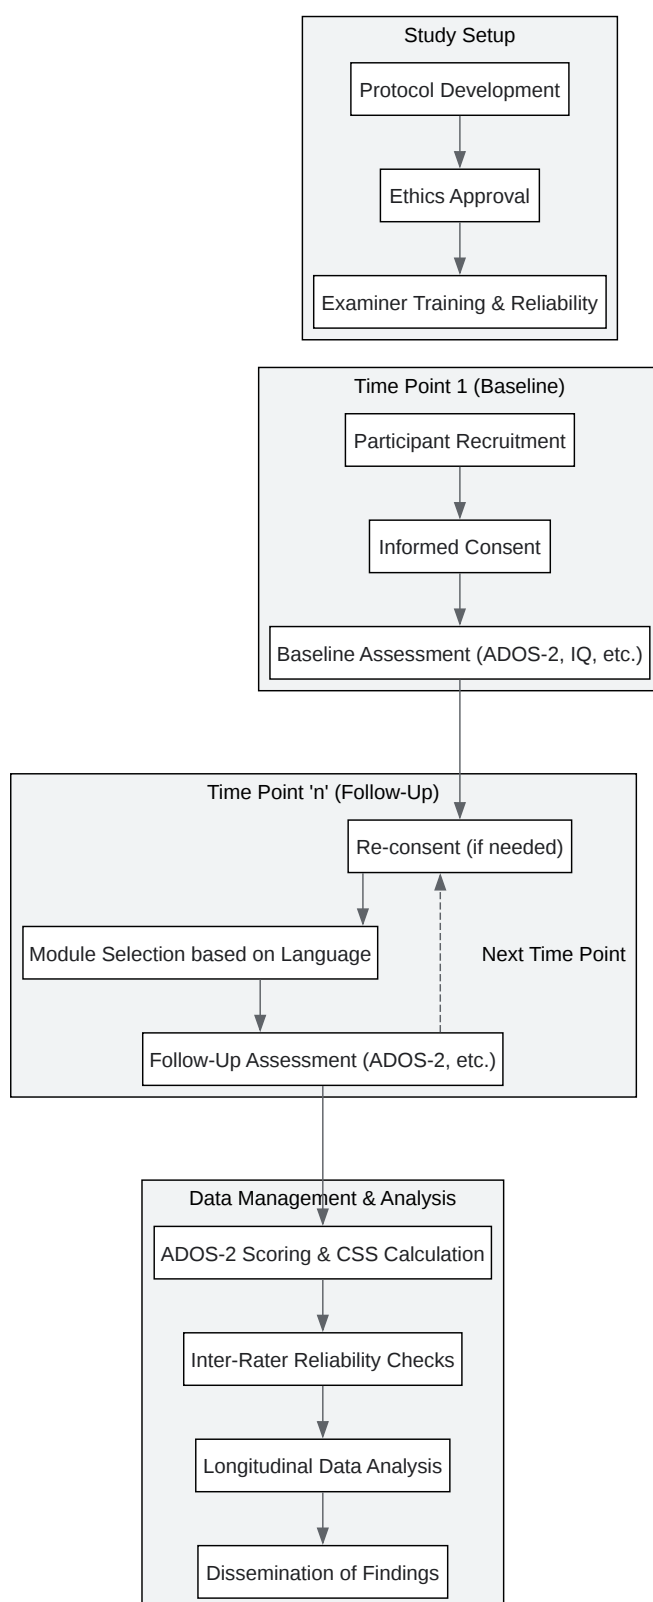 Study Setup
Protocol Development
Ethics Approval
Examiner Training & Reliability
Time Point 1 (Baseline)
Participant Recruitment
Informed Consent
Baseline Assessment (ADOS-2, IQ, etc.)
Time Point 'n' (Follow-Up)
Re-consent (if needed)
Module Selection based on Language
Next Time Point
Follow-Up Assessment (ADOS-2, etc.)
Data Management & Analysis
ADOS-2 Scoring & CSS Calculation
Inter-Rater Reliability Checks
Longitudinal Data Analysis
Dissemination of Findings